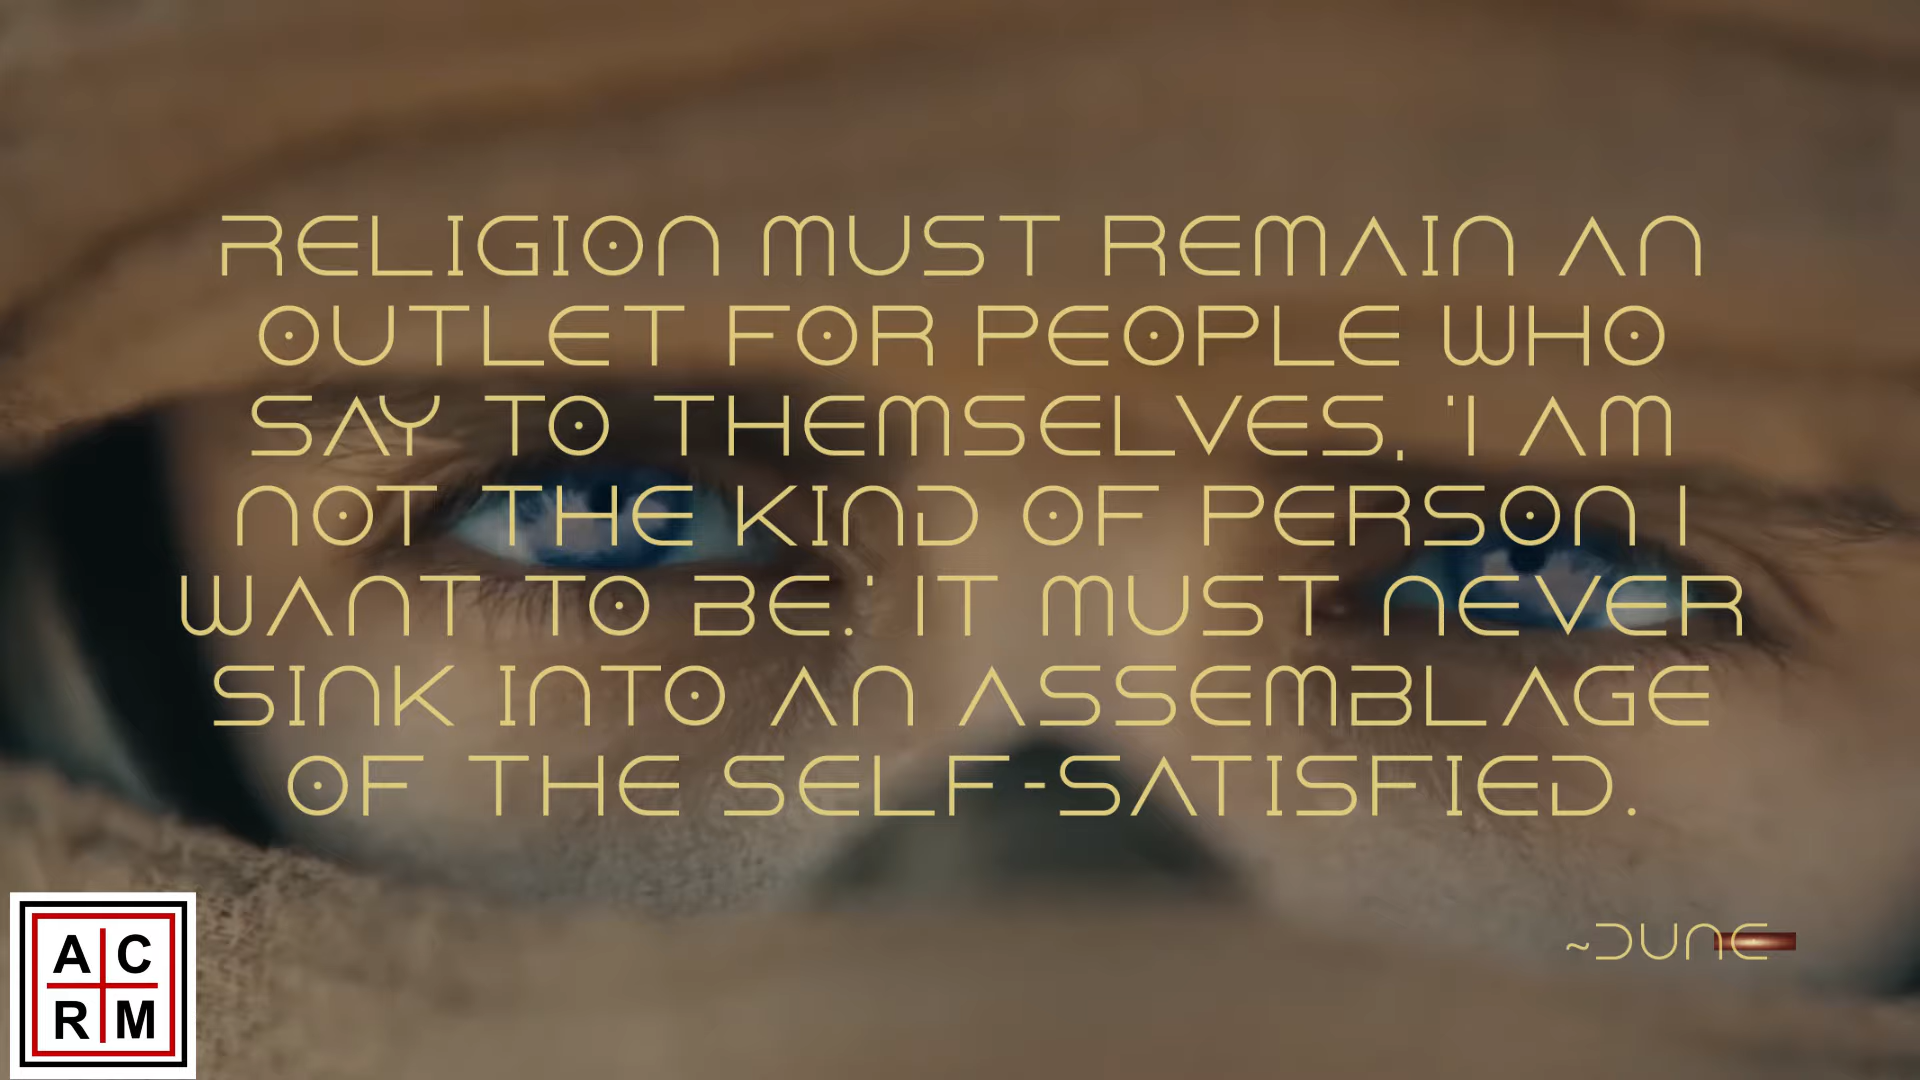 RELIGION MUST REMAIN AN
OUTLET FOR PEOPLE WHO
SAY TO THEMSELVES, 'I AM
NOT THE KIND OF PERSON I
WANT TO BE.' IT MUST NEVER
SINK INTO AN ASSEMBLAGE
OF THE SELF-SATISFIED.
~DUNE
A C
R M